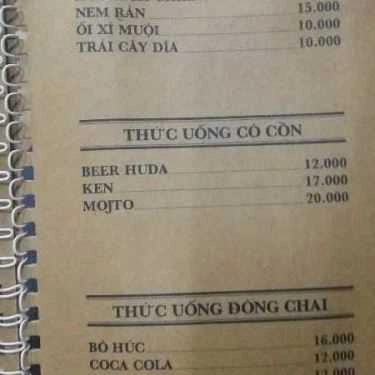 NEM RÁN 15.000
ỔI XÍ MUỘI 10.000
TRÁI CÂY DĨA 10.000
THỨC UỐNG CÓ CỒN
BEER HUDA 12.000
KEN 17.000
MOJTO 20.000
THỨC UỐNG ĐÓNG CHAI
BÒ HÚC 16.000
COCA COLA 12.000
12.000